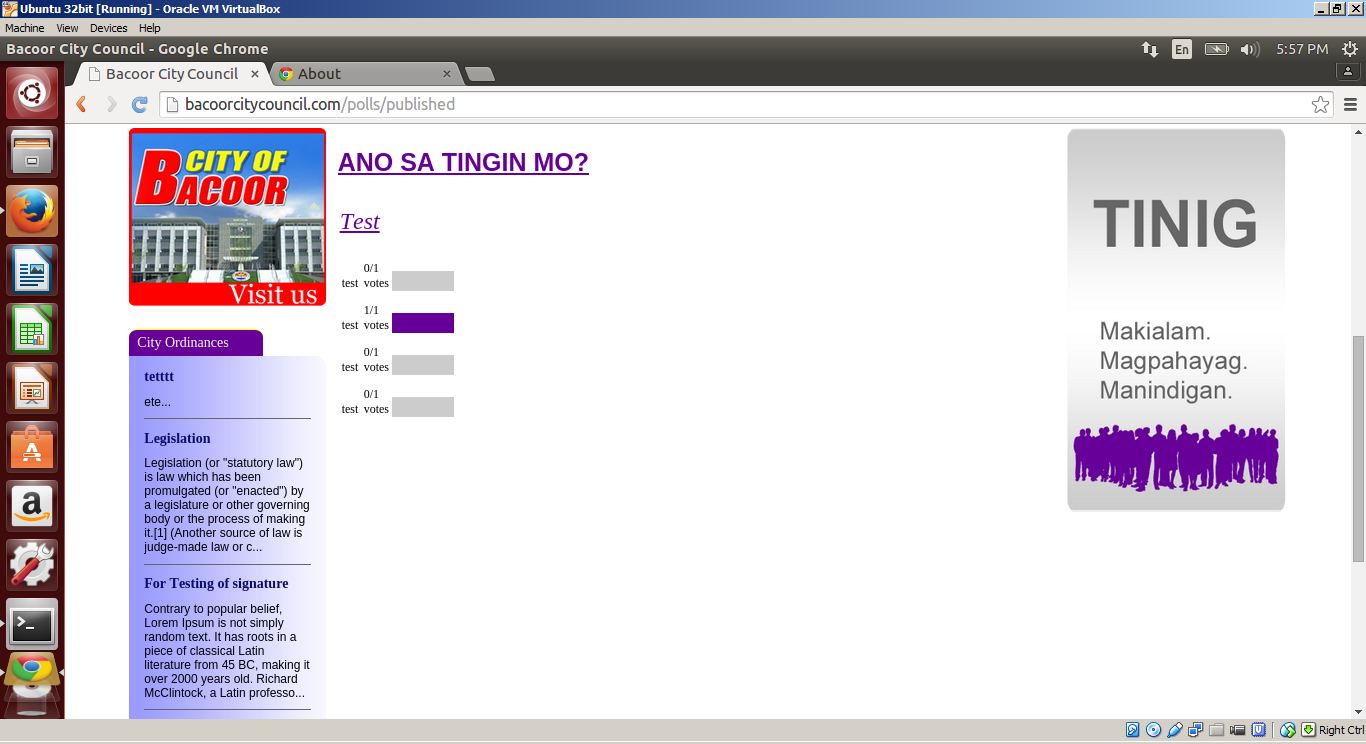 Ubuntu 32bit [Running] - Oracle VM VirtualBox
Machine View Devices Help
Bacoor City Council - Google Chrome
En
5:57 PM
Bacoor City Council
About
bacoorcitycouncil.com/polls/published
CITY OF
BACOOR
Visit us
City Ordinances
tetttt
ete...
Legislation
Legislation (or "statutory law")
is law which has been
promulgated (or "enacted") by
a legislature or other governing
body or the process of making
it.[1] (Another source of law is
judge-made law or c...
For Testing of signature
Contrary to popular belief,
Lorem Ipsum is not simply
random text. It has roots in a
piece of classical Latin
literature from 45 BC, making it
over 2000 years old. Richard
McClintock, a Latin professo...
ANO SA TINGIN MO?
Test
0/1
test votes
1/1
test votes
0/1
test votes
0/1
test votes
TINIG
Makialam.
Magpahayag.
Manindigan.
Right Ctrl